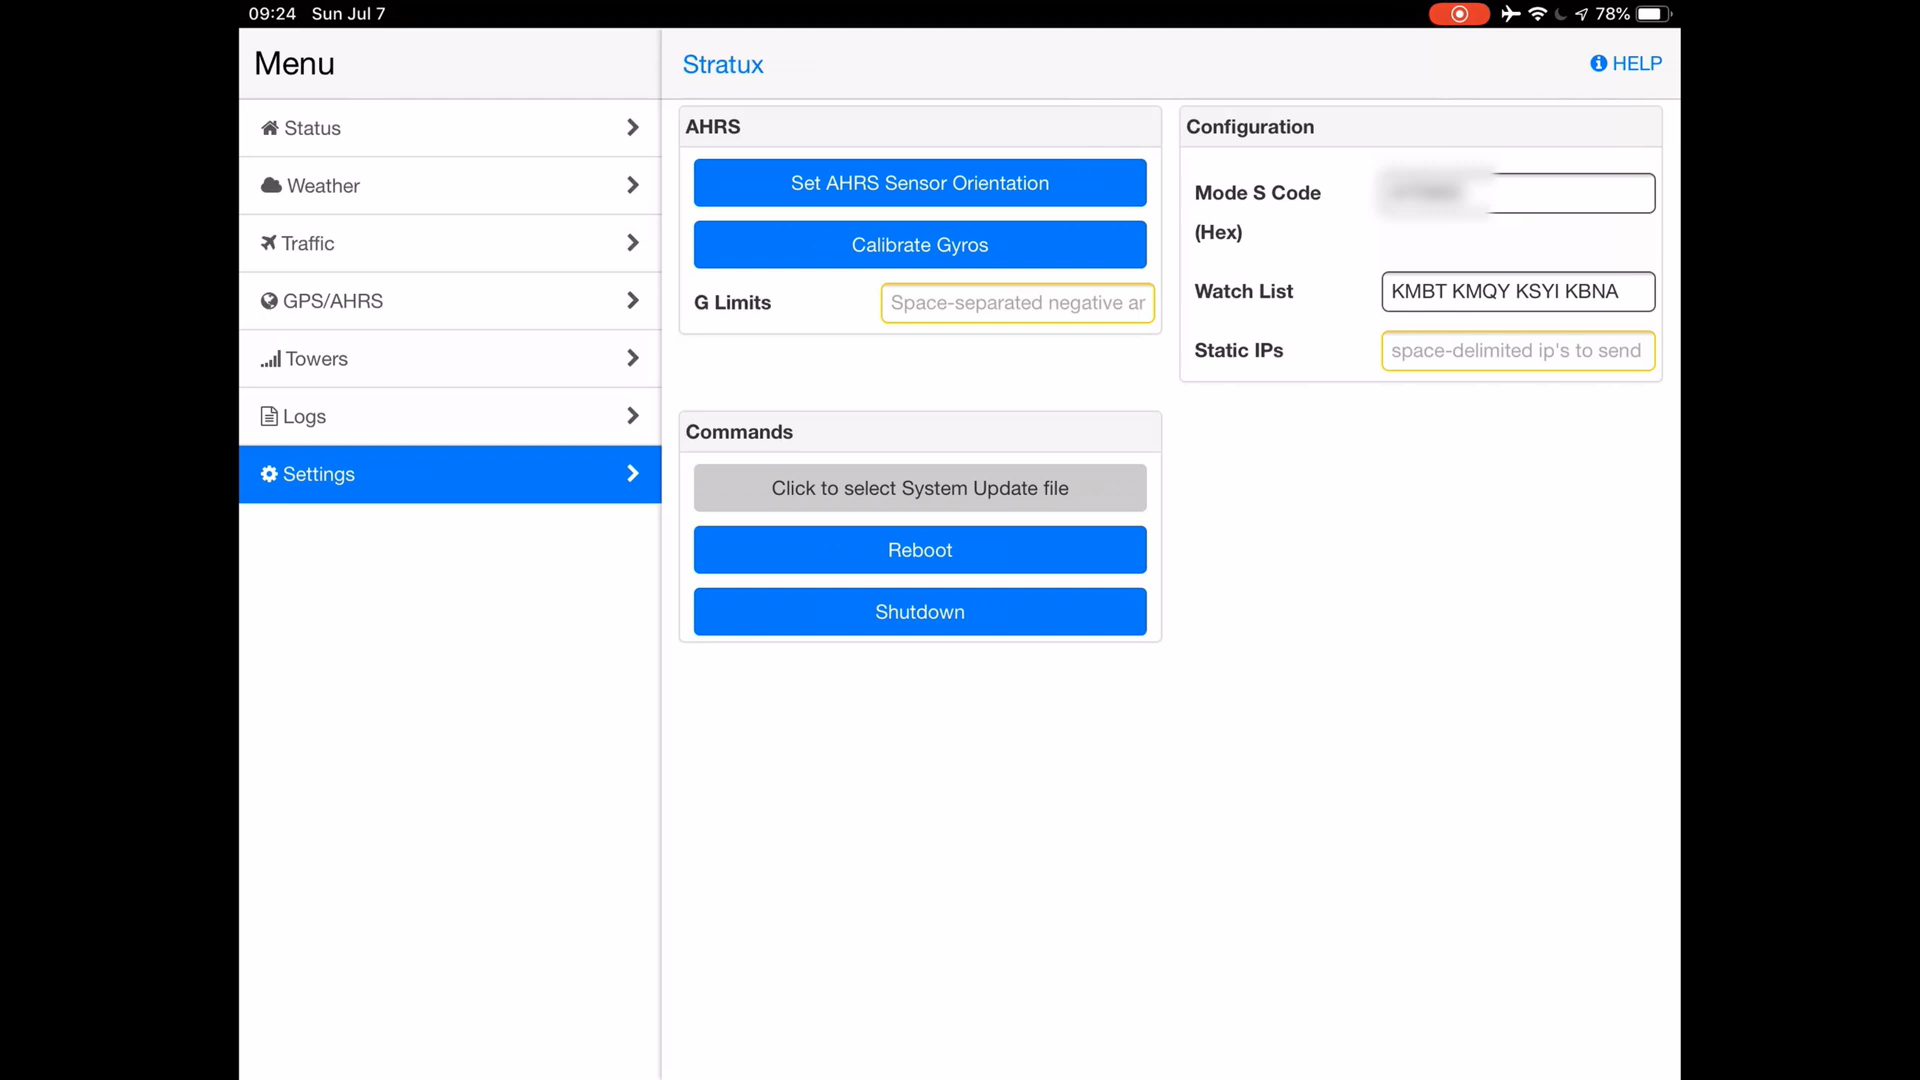 09:24 Sun Jul 7
78%
Menu
Stratux
HELP
Status
Weather
Traffic
GPS/AHRS
Towers
Logs
Settings
AHRS
Set AHRS Sensor Orientation
Calibrate Gyros
G Limits
Space-separated negative ar
Commands
Click to select System Update file
Reboot
Shutdown
Configuration
Mode S Code
(Hex)
Watch List
KMBT KMQY KSYI KBNA
Static IPs
space-delimited ip's to send